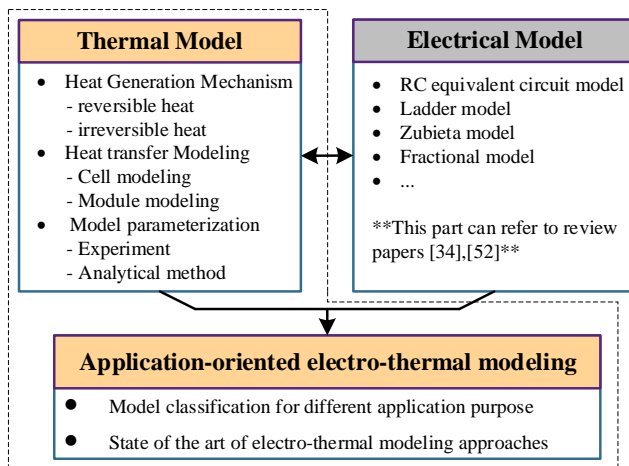 Thermal Model
• Heat Generation Mechanism
- reversible heat
- irreversible heat
• Heat transfer Modeling
- Cell modeling
- Module modeling
• Model parameterization
- Experiment
- Analytical method
Electrical Model
• RC equivalent circuit model
• Ladder model
• Zubieta model
• Fractional model
• ...
**This part can refer to review
papers [34],[52]**
Application-oriented electro-thermal modeling
• Model classification for different application purpose
• State of the art of electro-thermal modeling approaches